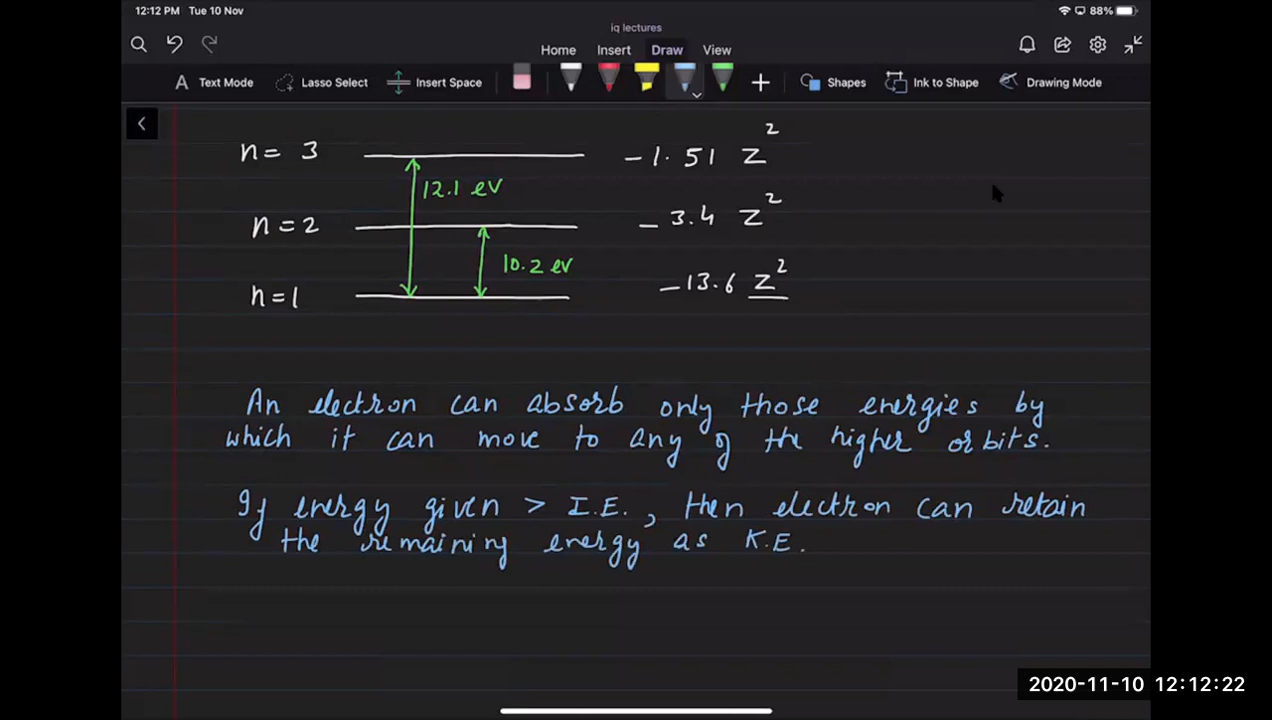 12:12 PM Tue 10 Nov
88%
iq lectures
Home Insert Draw View
Text Mode Lasso Select Insert Space Shapes Ink to Shape Drawing Mode
n = 3 -1.51 Z²
12.1 ev
n = 2 -3.4 Z²
10.2 ev
n=1 -13.6 Z²
An electron can absorb only those energies by
which it can move to any of the higher orbits.
If energy given > I.E., then electron can retain
the remaining energy as K.E.
2020-11-10 12:12:22